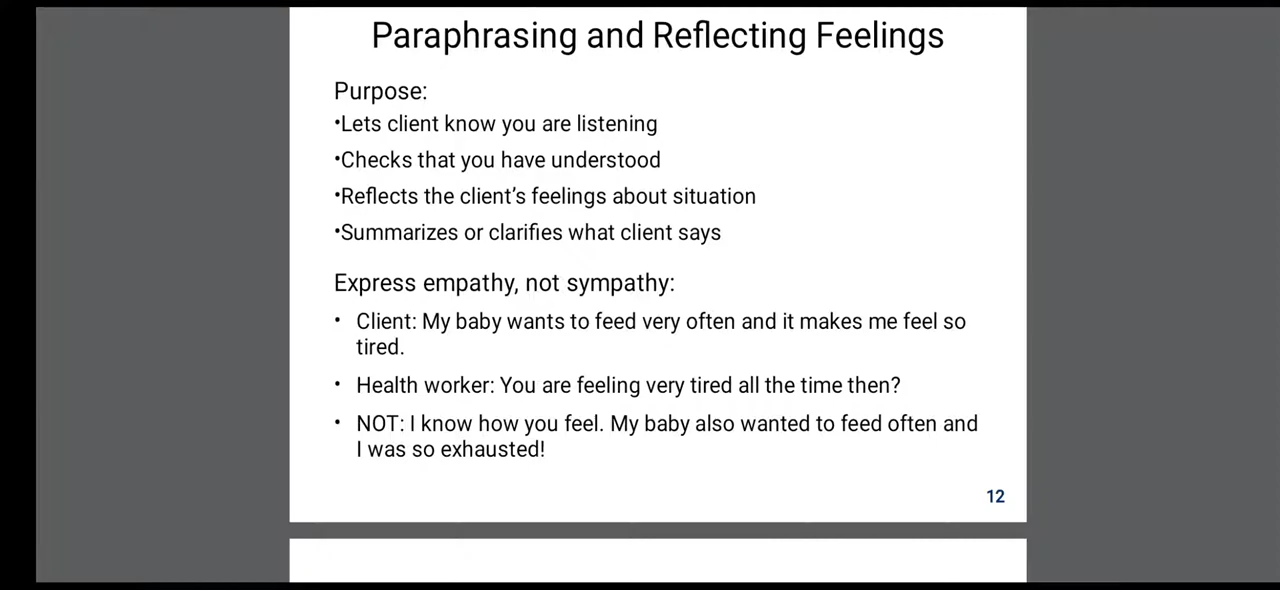 Paraphrasing and Reflecting Feelings
Purpose:
•Lets client know you are listening
•Checks that you have understood
•Reflects the client's feelings about situation
•Summarizes or clarifies what client says
Express empathy, not sympathy:
• Client: My baby wants to feed very often and it makes me feel so
tired.
• Health worker: You are feeling very tired all the time then?
• NOT: I know how you feel. My baby also wanted to feed often and
I was so exhausted!
12